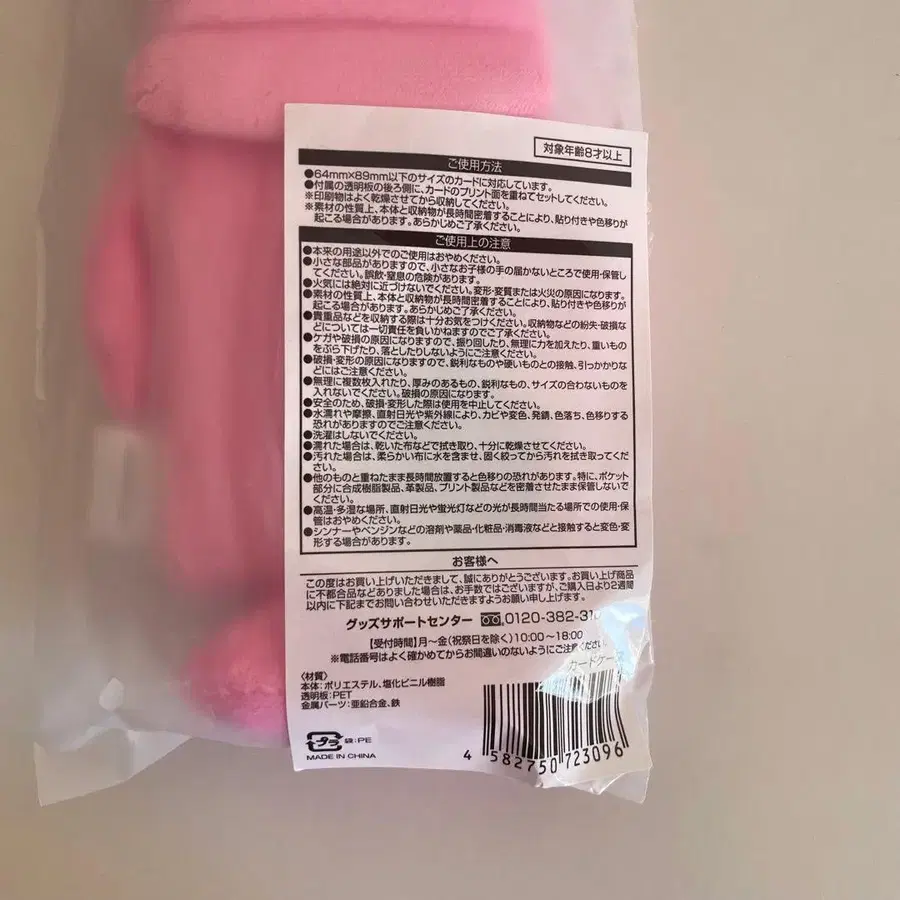 対象年齢8才以上
ご使用方法
●64mm×89mm以下のサイズのカードに対応しています。
●付属の透明板の後ろ側に、カードのプリント面を重ねてセットしてください。
※印刷物はよく乾燥させてから収納してください。
※素材の性質上、本体と収納物が長時間密着することにより、貼り付きや色移りが
起こる場合があります。あらかじめご了承ください。
ご使用上の注意
●本来の用途以外でのご使用はおやめください。
●小さな部品がありますので、小さなお子様の手の届かないところで使用・保管し
てください。誤飲・窒息の危険があります。
●火気には絶対に近づけないでください。変形・変質または火災の原因になります。
●素材の性質上、本体と収納物が長時間密着することにより、貼り付きや色移りが
起こる場合があります。あらかじめご了承ください。
●貴重品などを収納する際は十分お気をつけください。収納物などの紛失・破損な
どについては一切責任を負いかねますのでご了承ください。
●ケガや破損の原因になりますので、振り回したり、無理に力を加えたり、重いもの
をぶら下げたり、落としたりしないようにご注意ください。
●破損・変形の原因になりますので、鋭利なものや硬いものとの接触、引っかかりな
どにはご注意ください。
●無理に複数枚入れたり、厚みのあるもの、鋭利なもの、サイズの合わないものを
入れないでください。破損の原因になります。
●安全のため、破損・変形した際は使用を中止してください。
●水濡れや摩擦、直射日光や紫外線により、カビや変色、発錆、色落ち、色移りする
恐れがありますのでご注意ください。
●洗濯はしないでください。
●濡れた場合は、乾いた布などで拭き取り、十分に乾燥させてください。
●汚れた場合は、柔らかい布に水を含ませ、固く絞ってから汚れを拭き取ってくだ
さい。
●他のものと重ねたまま長時間放置すると色移りの恐れがあります。特に、ポケット
部分に合成樹脂製品、革製品、プリント製品などを密着させたまま保管しないで
ください。
●高温・多湿な場所、直射日光や蛍光灯などの光が長時間当たる場所での使用・保
管はおやめください。
●シンナーやベンジンなどの溶剤や薬品・化粧品・消毒液などと接触すると変色・変
形する場合があります。
お客様へ
この度はお買い上げいただきまして、誠にありがとうございます。お買い上げ商品
に不都合品などありました場合は、お手数ではございますが、ご購入日より2週間
以内に下記までお問い合わせいただきますようお願い申し上げます。
グッズサポートセンター 0120-382-31
【受付時間】月～金(祝祭日を除く)10:00～18:00
※電話番号はよく確かめてからお間違いのないようにご注意ください。
カードケース
〈材質〉
本体:ポリエステル、塩化ビニル樹脂
透明板:PET
金属パーツ:亜鉛合金、鉄
プラ 袋:PE
MADE IN CHINA
4 582750 723096